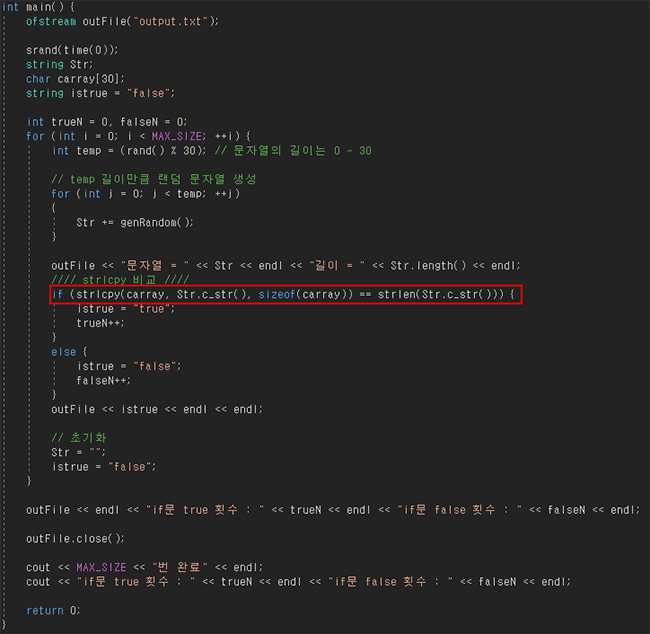 int main() {
ofstream outFile("output.txt");
srand(time(0));
string Str;
char carray[30];
string istrue = "false";
int trueN = 0, falseN = 0;
for (int i = 0; i < MAX_SIZE; ++i) {
int temp = (rand() % 30); // 문자열의 길이는 0 ~ 30
// temp 길이만큼 랜덤 문자열 생성
for (int j = 0; j < temp; ++j)
{
Str += genRandom();
}
outFile << "문자열 = " << Str << endl << "길이 = " << Str.length() << endl;
//// strlcpy 비교 ////
if (strlcpy(carray, Str.c_str(), sizeof(carray)) == strlen(Str.c_str())) {
istrue = "true";
trueN++;
}
else {
istrue = "false";
falseN++;
}
outFile << istrue << endl << endl;
// 초기화
Str = "";
istrue = "false";
}
outFile << endl << "if문 true 횟수 : " << trueN << endl << "if문 false 횟수 : " << falseN << endl;
outFile.close();
cout << MAX_SIZE << "번 완료" << endl;
cout << "if문 true 횟수 : " << trueN << endl << "if문 false 횟수 : " << falseN << endl;
return 0;
}